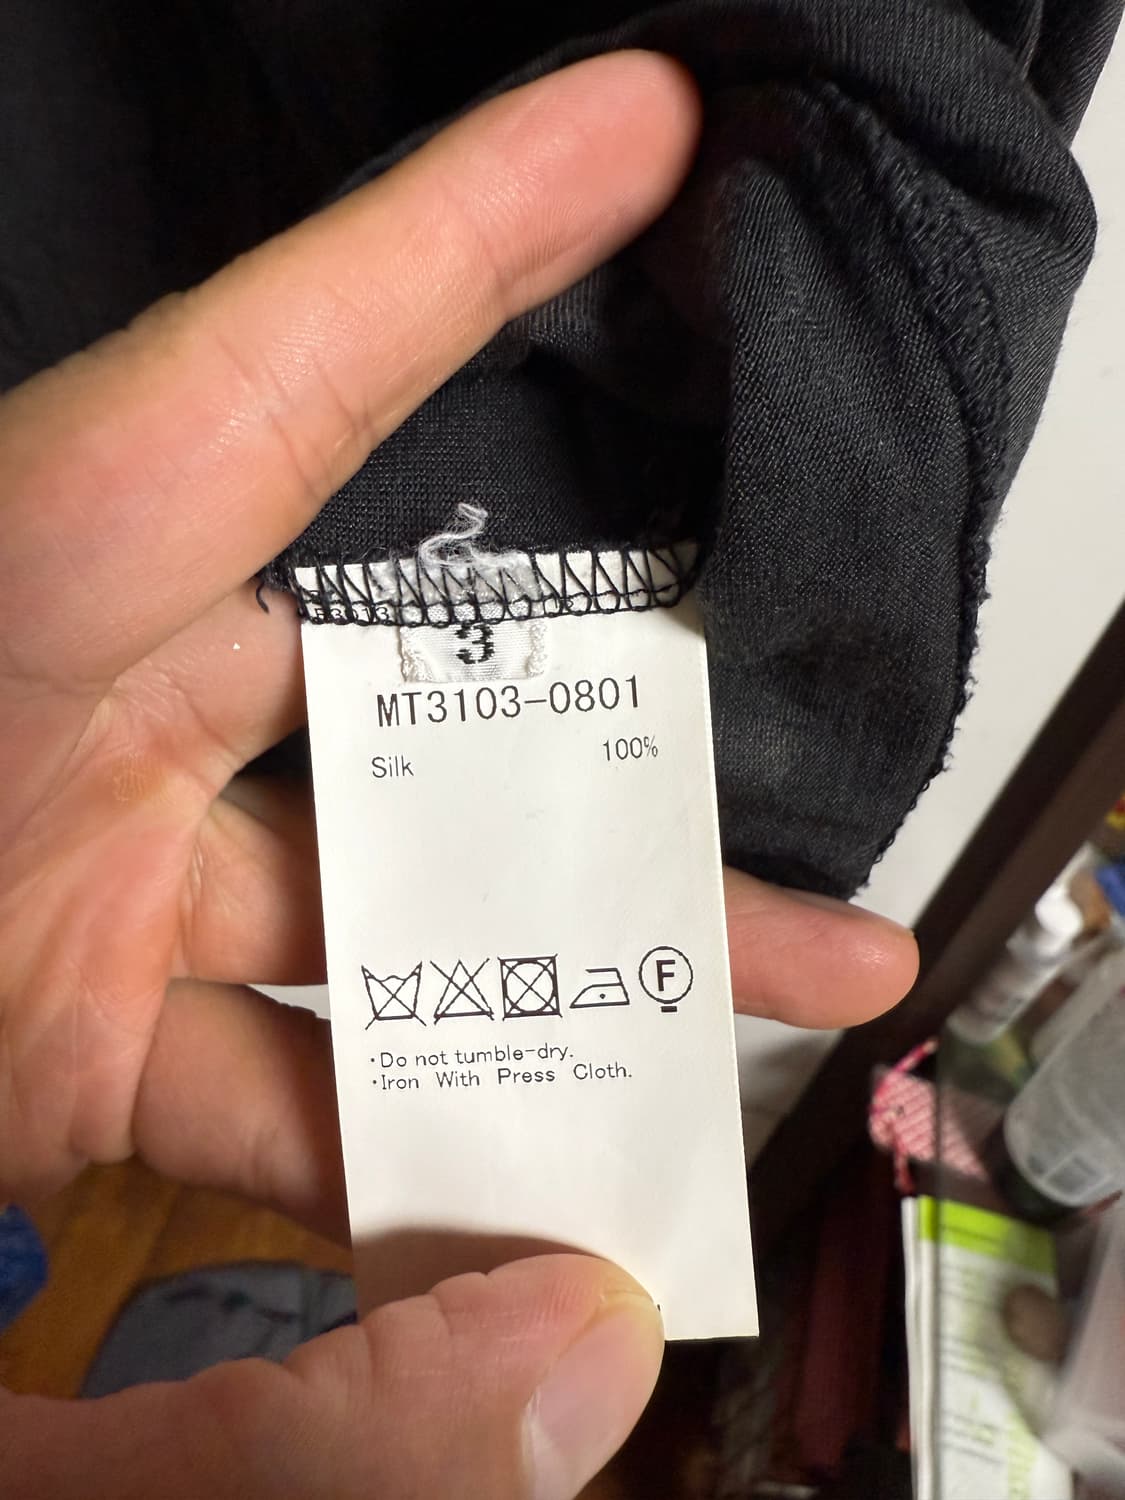 3
MT3103-0801
Silk 100%
F
·Do not tumble-dry.
·Iron With Press Cloth.